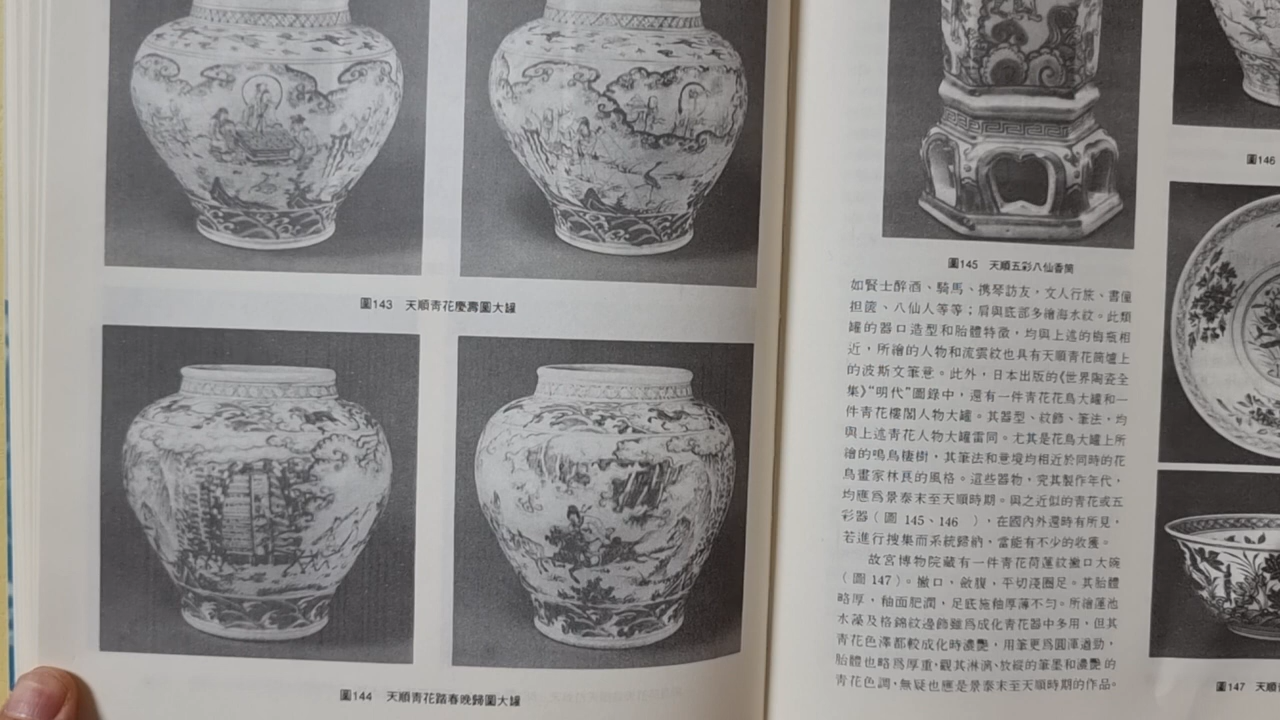 圖143 天順青花慶壽圖大罐
圖144 天順青花踏春晚歸圖大罐
圖145 天順五彩八仙香筒
如賢士醉酒、騎馬、携琴訪友,文人行旅、書僮
担篋、八仙人等等;肩與底部多繪海水紋。此類
罐的器口造型和胎體特徵,均與上述的梅瓶相
近,所繪的人物和流雲紋也具有天順青花筒爐上
的波斯文筆意。此外,日本出版的《世界陶瓷全
集》“明代”圖錄中,還有一件青花花鳥大罐和一
件青花樓閣人物大罐。其器型、紋飾、筆法,均
與上述青花人物大罐雷同。尤其是花鳥大罐上所
繪的鳴鳥棲樹,其筆法和意境均相近於同時的花
鳥畫家林莨的風格。這些器物,究其製作年代,
均應爲景泰末至天順時期。與之近似的青花或五
彩器(圖 145、146 ),在國內外還時有所見,
若進行搜集而系統歸納,當能有不少的收獲。
故宮博物院藏有一件青花荷蓮紋撇口大碗
(圖 147)。撇口,斂腹,平切淺圈足。其胎體
略厚,釉面肥潤,足底施釉厚薄不勻。所繪蓮池
水藻及格錦紋邊飾雖爲成化青花器中多用,但其
青花色澤都較成化時濃艷,用筆更爲圓渾遒勁,
胎體也略爲厚重,觀其淋漓、放縱的筆墨和濃艷的
青花色調,無疑也應是景泰末至天順時期的作品。
圖146
圖147 天順